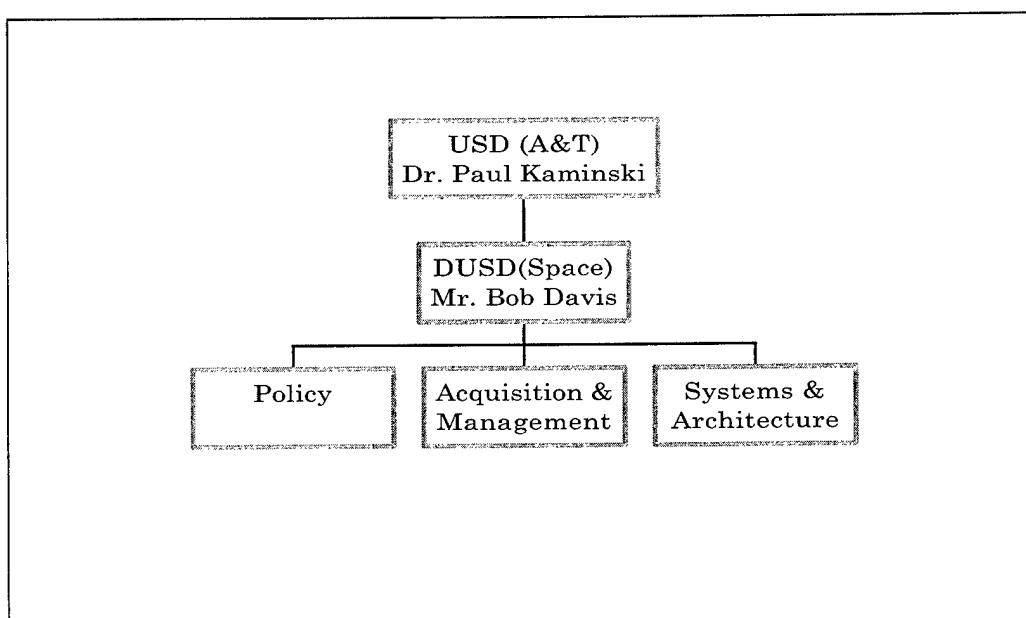 USD (A&T)
Dr. Paul Kaminski
DUSD(Space)
Mr. Bob Davis
Policy
Acquisition &
Management
Systems &
Architecture